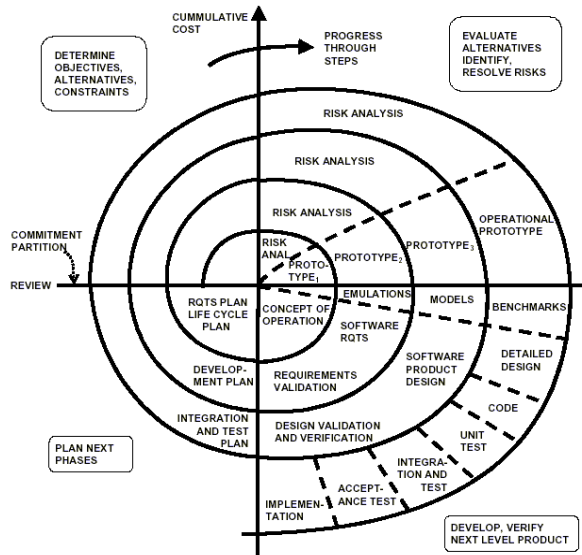 CUMMULATIVE
COST
PROGRESS
THROUGH
STEPS
DETERMINE
OBJECTIVES,
ALTERNATIVES,
CONSTRAINTS
EVALUATE
ALTERNATIVES
IDENTIFY,
RESOLVE RISKS
RISK ANALYSIS
RISK ANALYSIS
RISK ANALYSIS
RISK
ANAL.
COMMITMENT
PARTITION
REVIEW
PROTO-
TYPE1
PROTOTYPE2
PROTOTYPE3
OPERATIONAL
PROTOTYPE
EMULATIONS
MODELS
BENCHMARKS
RQTS PLAN
LIFE CYCLE
PLAN
CONCEPT OF
OPERATION
SOFTWARE
RQTS
SOFTWARE
PRODUCT
DESIGN
DETAILED
DESIGN
DEVELOP-
MENT PLAN
REQUIREMENTS
VALIDATION
CODE
INTEGRATION
AND TEST
PLAN
DESIGN VALIDATION
AND VERIFICATION
UNIT
TEST
INTEGRA-
TION AND
TEST
ACCEPT-
ANCE TEST
IMPLEMEN-
TATION
PLAN NEXT
PHASES
DEVELOP, VERIFY
NEXT LEVEL PRODUCT